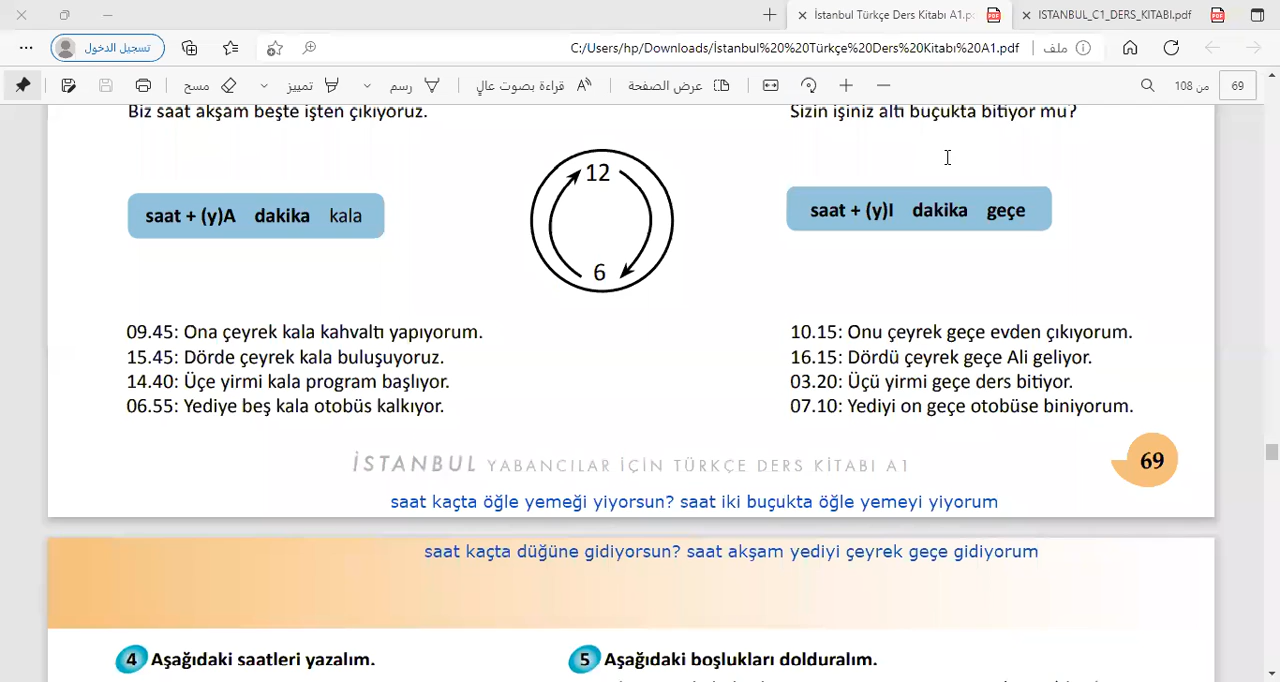 İstanbul Türkçe Ders Kitabı A1.p
ISTANBUL_C1_DERS_KITABI.pdf
تسجيل الدخول
C:/Users/hp/Downloads/İstanbul%20%20Türkçe%20Ders%20Kitabı%20A1.pdf
ملف
مسح
تمييز
رسم
قراءة بصوت عالٍ
عرض الصفحة
من 108
69
Biz saat akşam beşte işten çıkıyoruz.
Sizin işiniz altı buçukta bitiyor mu?
saat + (y)A dakika kala
12
6
saat + (y)I dakika geçe
09.45: Ona çeyrek kala kahvaltı yapıyorum.
15.45: Dörde çeyrek kala buluşuyoruz.
14.40: Üçe yirmi kala program başlıyor.
06.55: Yediye beş kala otobüs kalkıyor.
10.15: Onu çeyrek geçe evden çıkıyorum.
16.15: Dördü çeyrek geçe Ali geliyor.
03.20: Üçü yirmi geçe ders bitiyor.
07.10: Yediyi on geçe otobüse biniyorum.
İSTANBUL YABANCILAR İÇİN TÜRKÇE DERS KİTABI A1
69
saat kaçta öğle yemeği yiyorsun? saat iki buçukta öğle yemeyi yiyorum
saat kaçta düğüne gidiyorsun? saat akşam yediyi çeyrek geçe gidiyorum
4 Aşağıdaki saatleri yazalım.
5 Aşağıdaki boşlukları dolduralım.